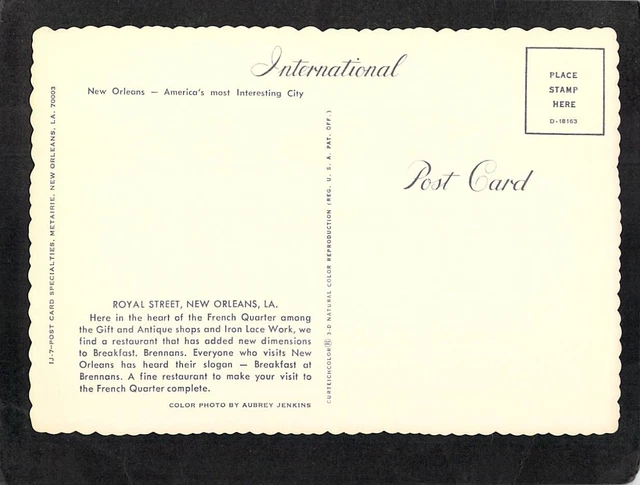 International
New Orleans — America's most Interesting City
PLACE
STAMP
HERE
D-18163
Post Card
IJ-7—POST CARD SPECIALTIES, METAIRIE, NEW ORLEANS, LA. 70003
CURTEICHCOLOR® 3-D NATURAL COLOR REPRODUCTION (REG. U. S. A. PAT. OFF.)
ROYAL STREET, NEW ORLEANS, LA.
Here in the heart of the French Quarter among
the Gift and Antique shops and Iron Lace Work, we
find a restaurant that has added new dimensions
to Breakfast. Brennans. Everyone who visits New
Orleans has heard their slogan — Breakfast at
Brennans. A fine restaurant to make your visit to
the French Quarter complete.
COLOR PHOTO BY AUBREY JENKINS